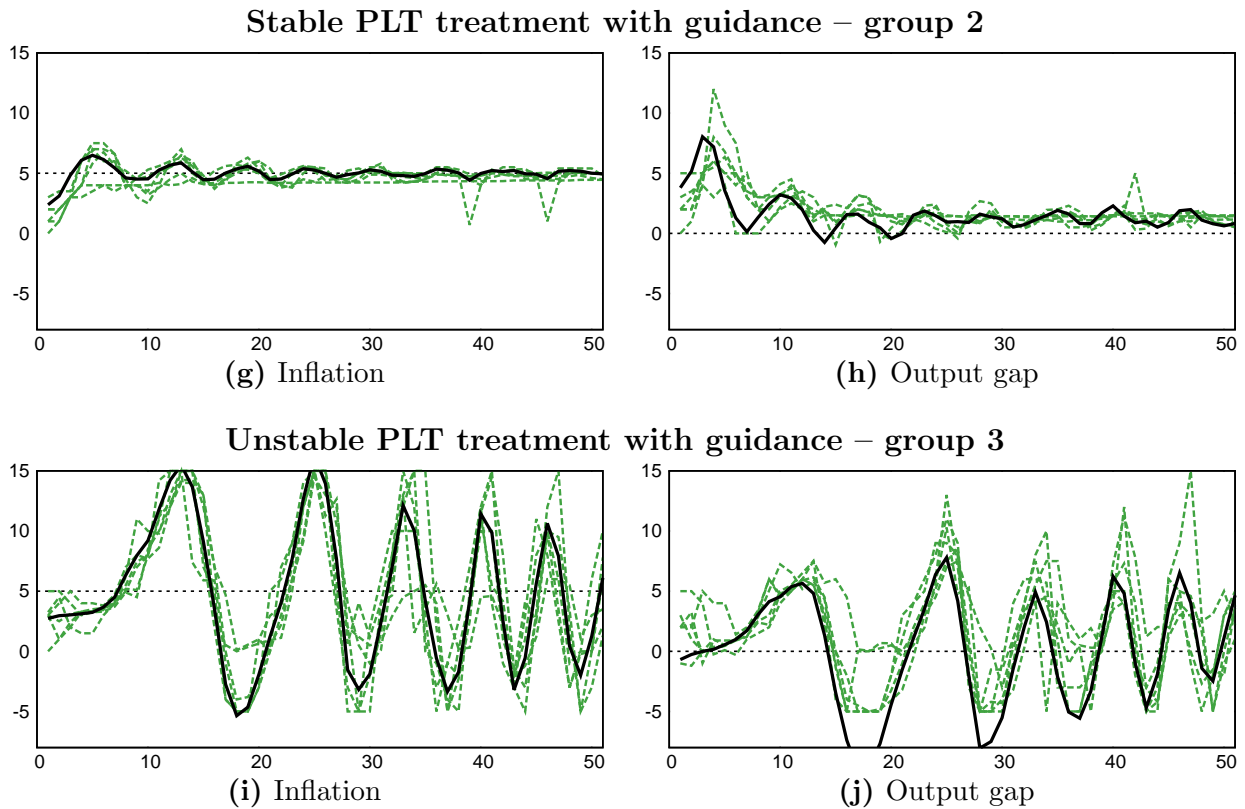 Stable PLT treatment with guidance – group 2
15
10
5
0
-5
0 10 20 30 40 50
(g) Inflation
15
10
5
0
-5
0 10 20 30 40 50
(h) Output gap
Unstable PLT treatment with guidance – group 3
15
10
5
0
-5
0 10 20 30 40 50
(i) Inflation
15
10
5
0
-5
0 10 20 30 40 50
(j) Output gap